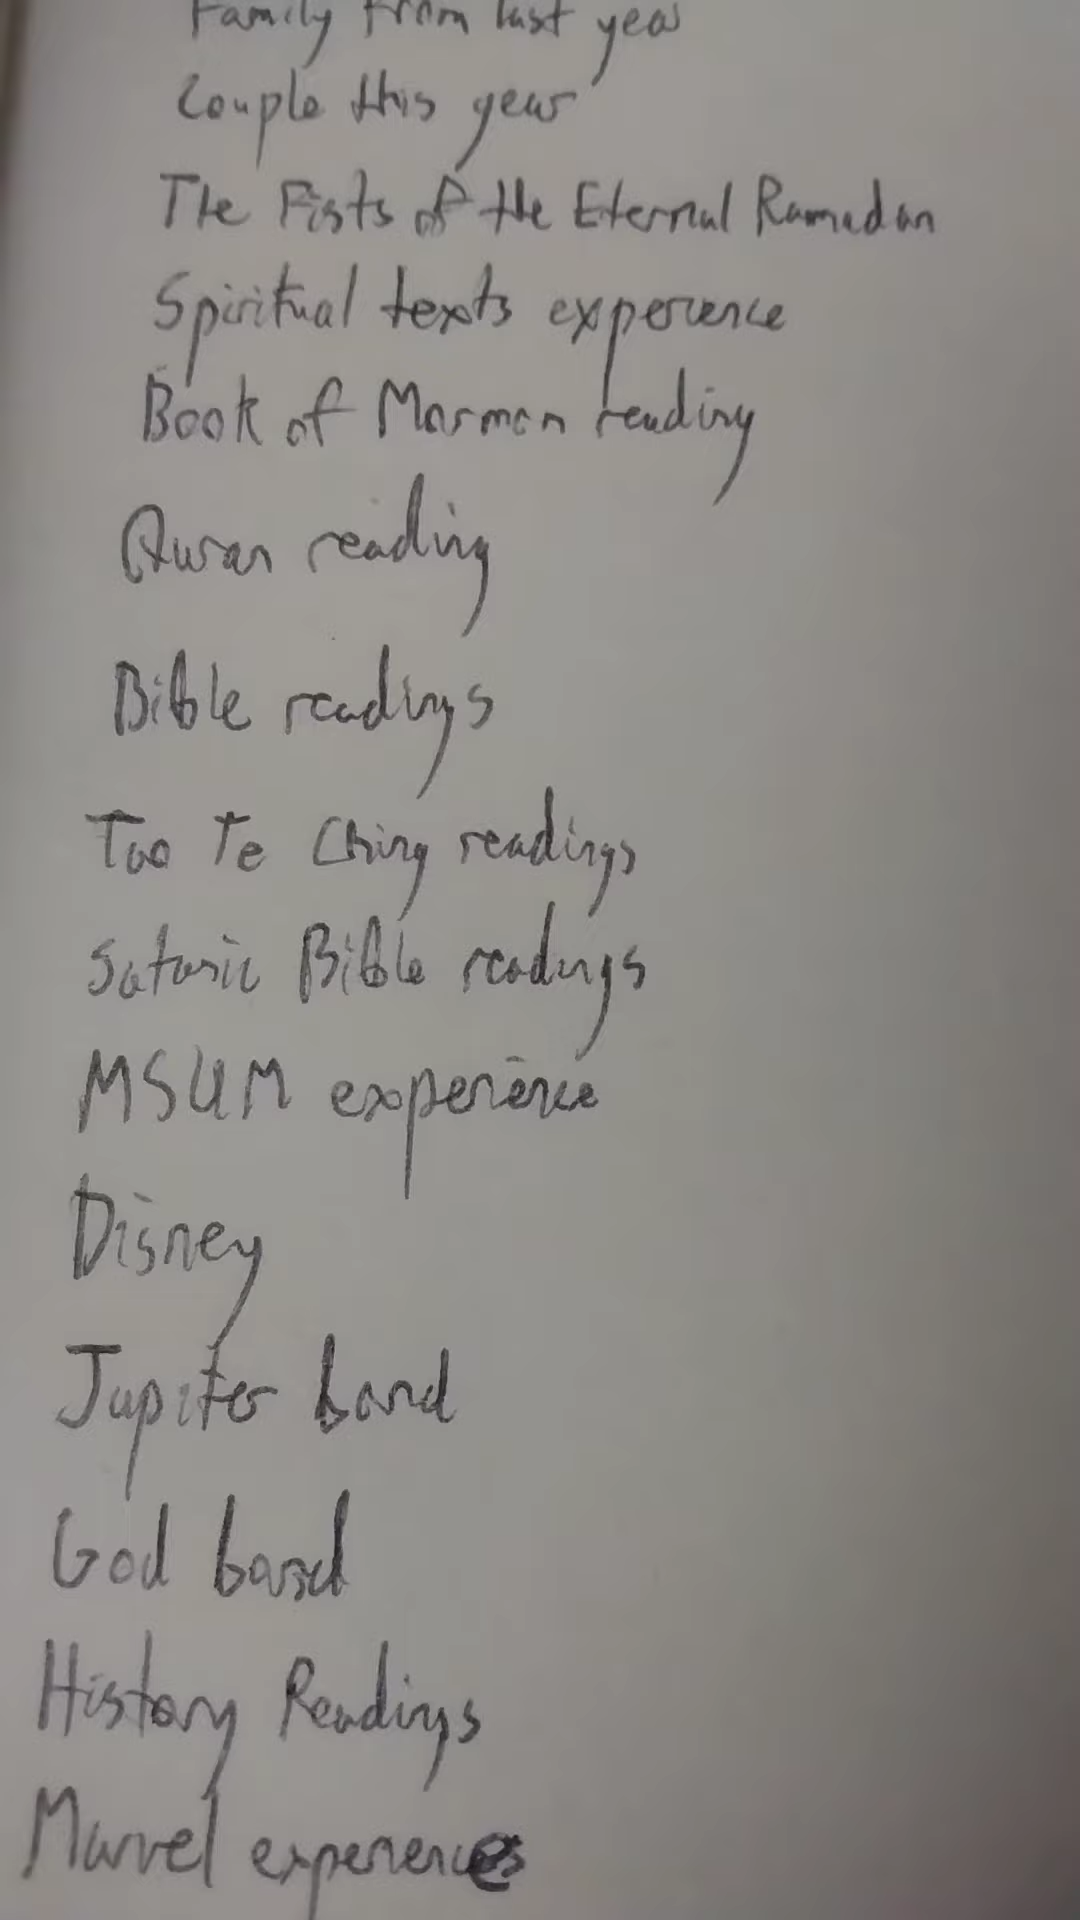 Family from last year
Couple this year
The Fists of the Eternal Ramadan
Spiritual texts experience
Book of Mormon reading
Quran reading
Bible readings
Tao Te Ching readings
Satanic Bible readings
MSUM experience
Disney
Jupiter band
God band
History Readings
Marvel experiences